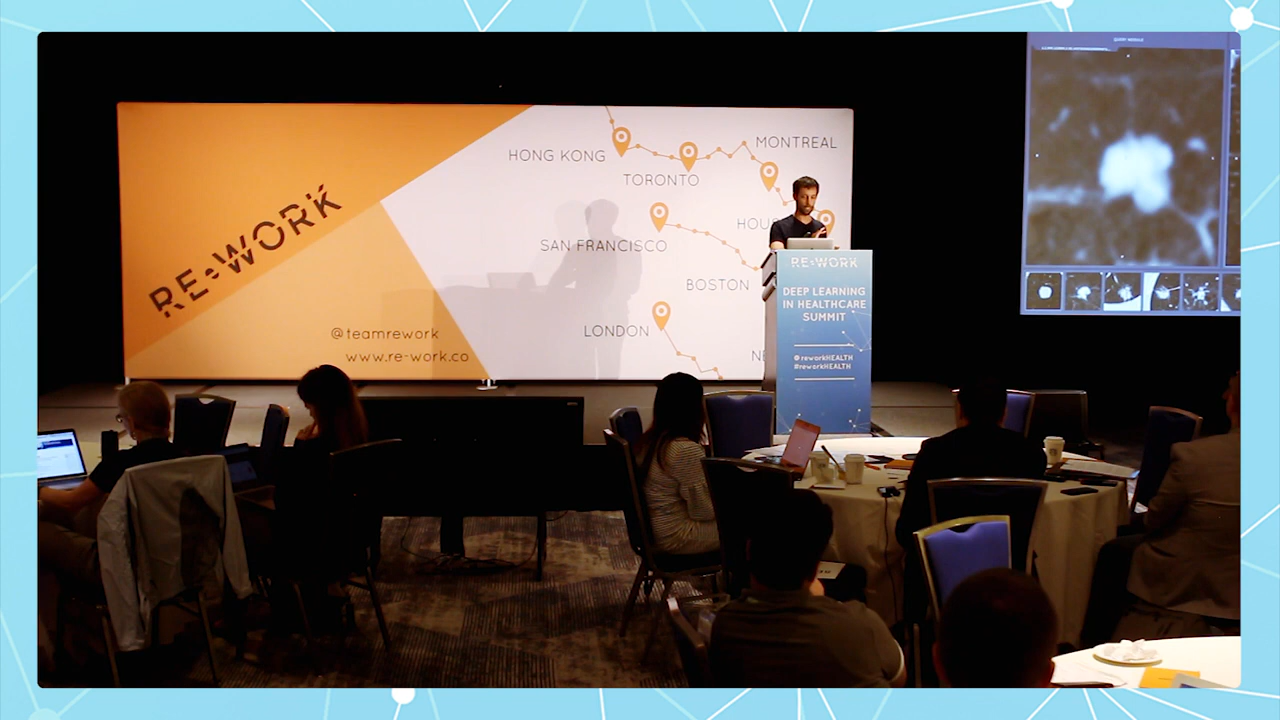 RE•WORK
@teamrework
www.re-work.co
HONG KONG
TORONTO
MONTREAL
SAN FRANCISCO
BOSTON
LONDON
RE•WORK
DEEP LEARNING
IN HEALTHCARE
SUMMIT
@reworkHEALTH
#reworkHEALTH